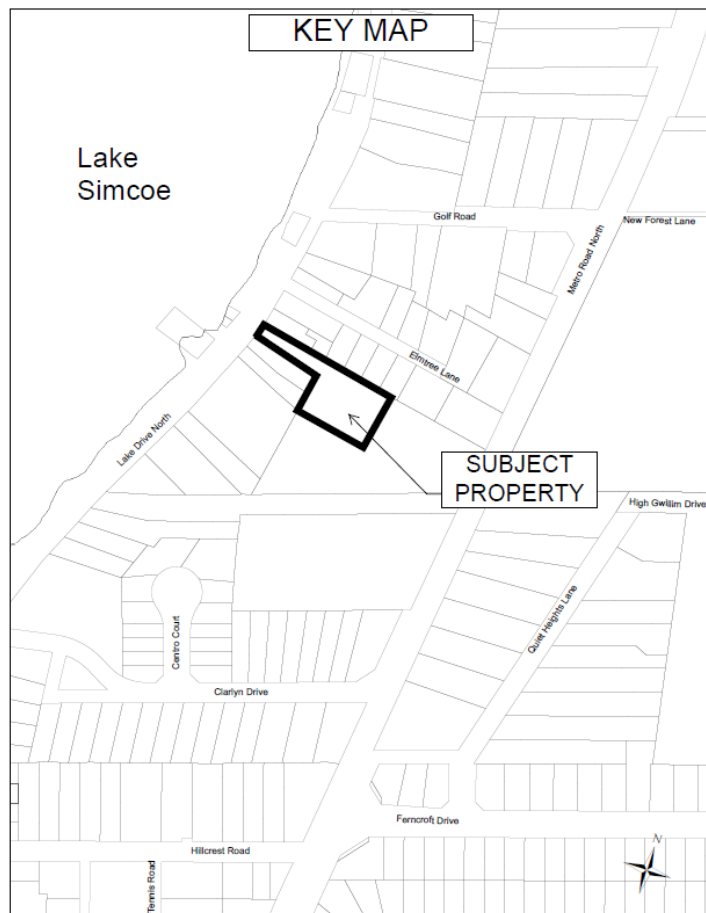 KEY MAP
Lake
Simcoe
Golf Road
New Forest Lane
Metro Road North
Elmtree Lane
Lake Drive North
SUBJECT
PROPERTY
High Gwillim Drive
Quiet Heights Lane
Centro Court
Clarlyn Drive
Ferncroft Drive
Hillcrest Road
Tennis Road
N